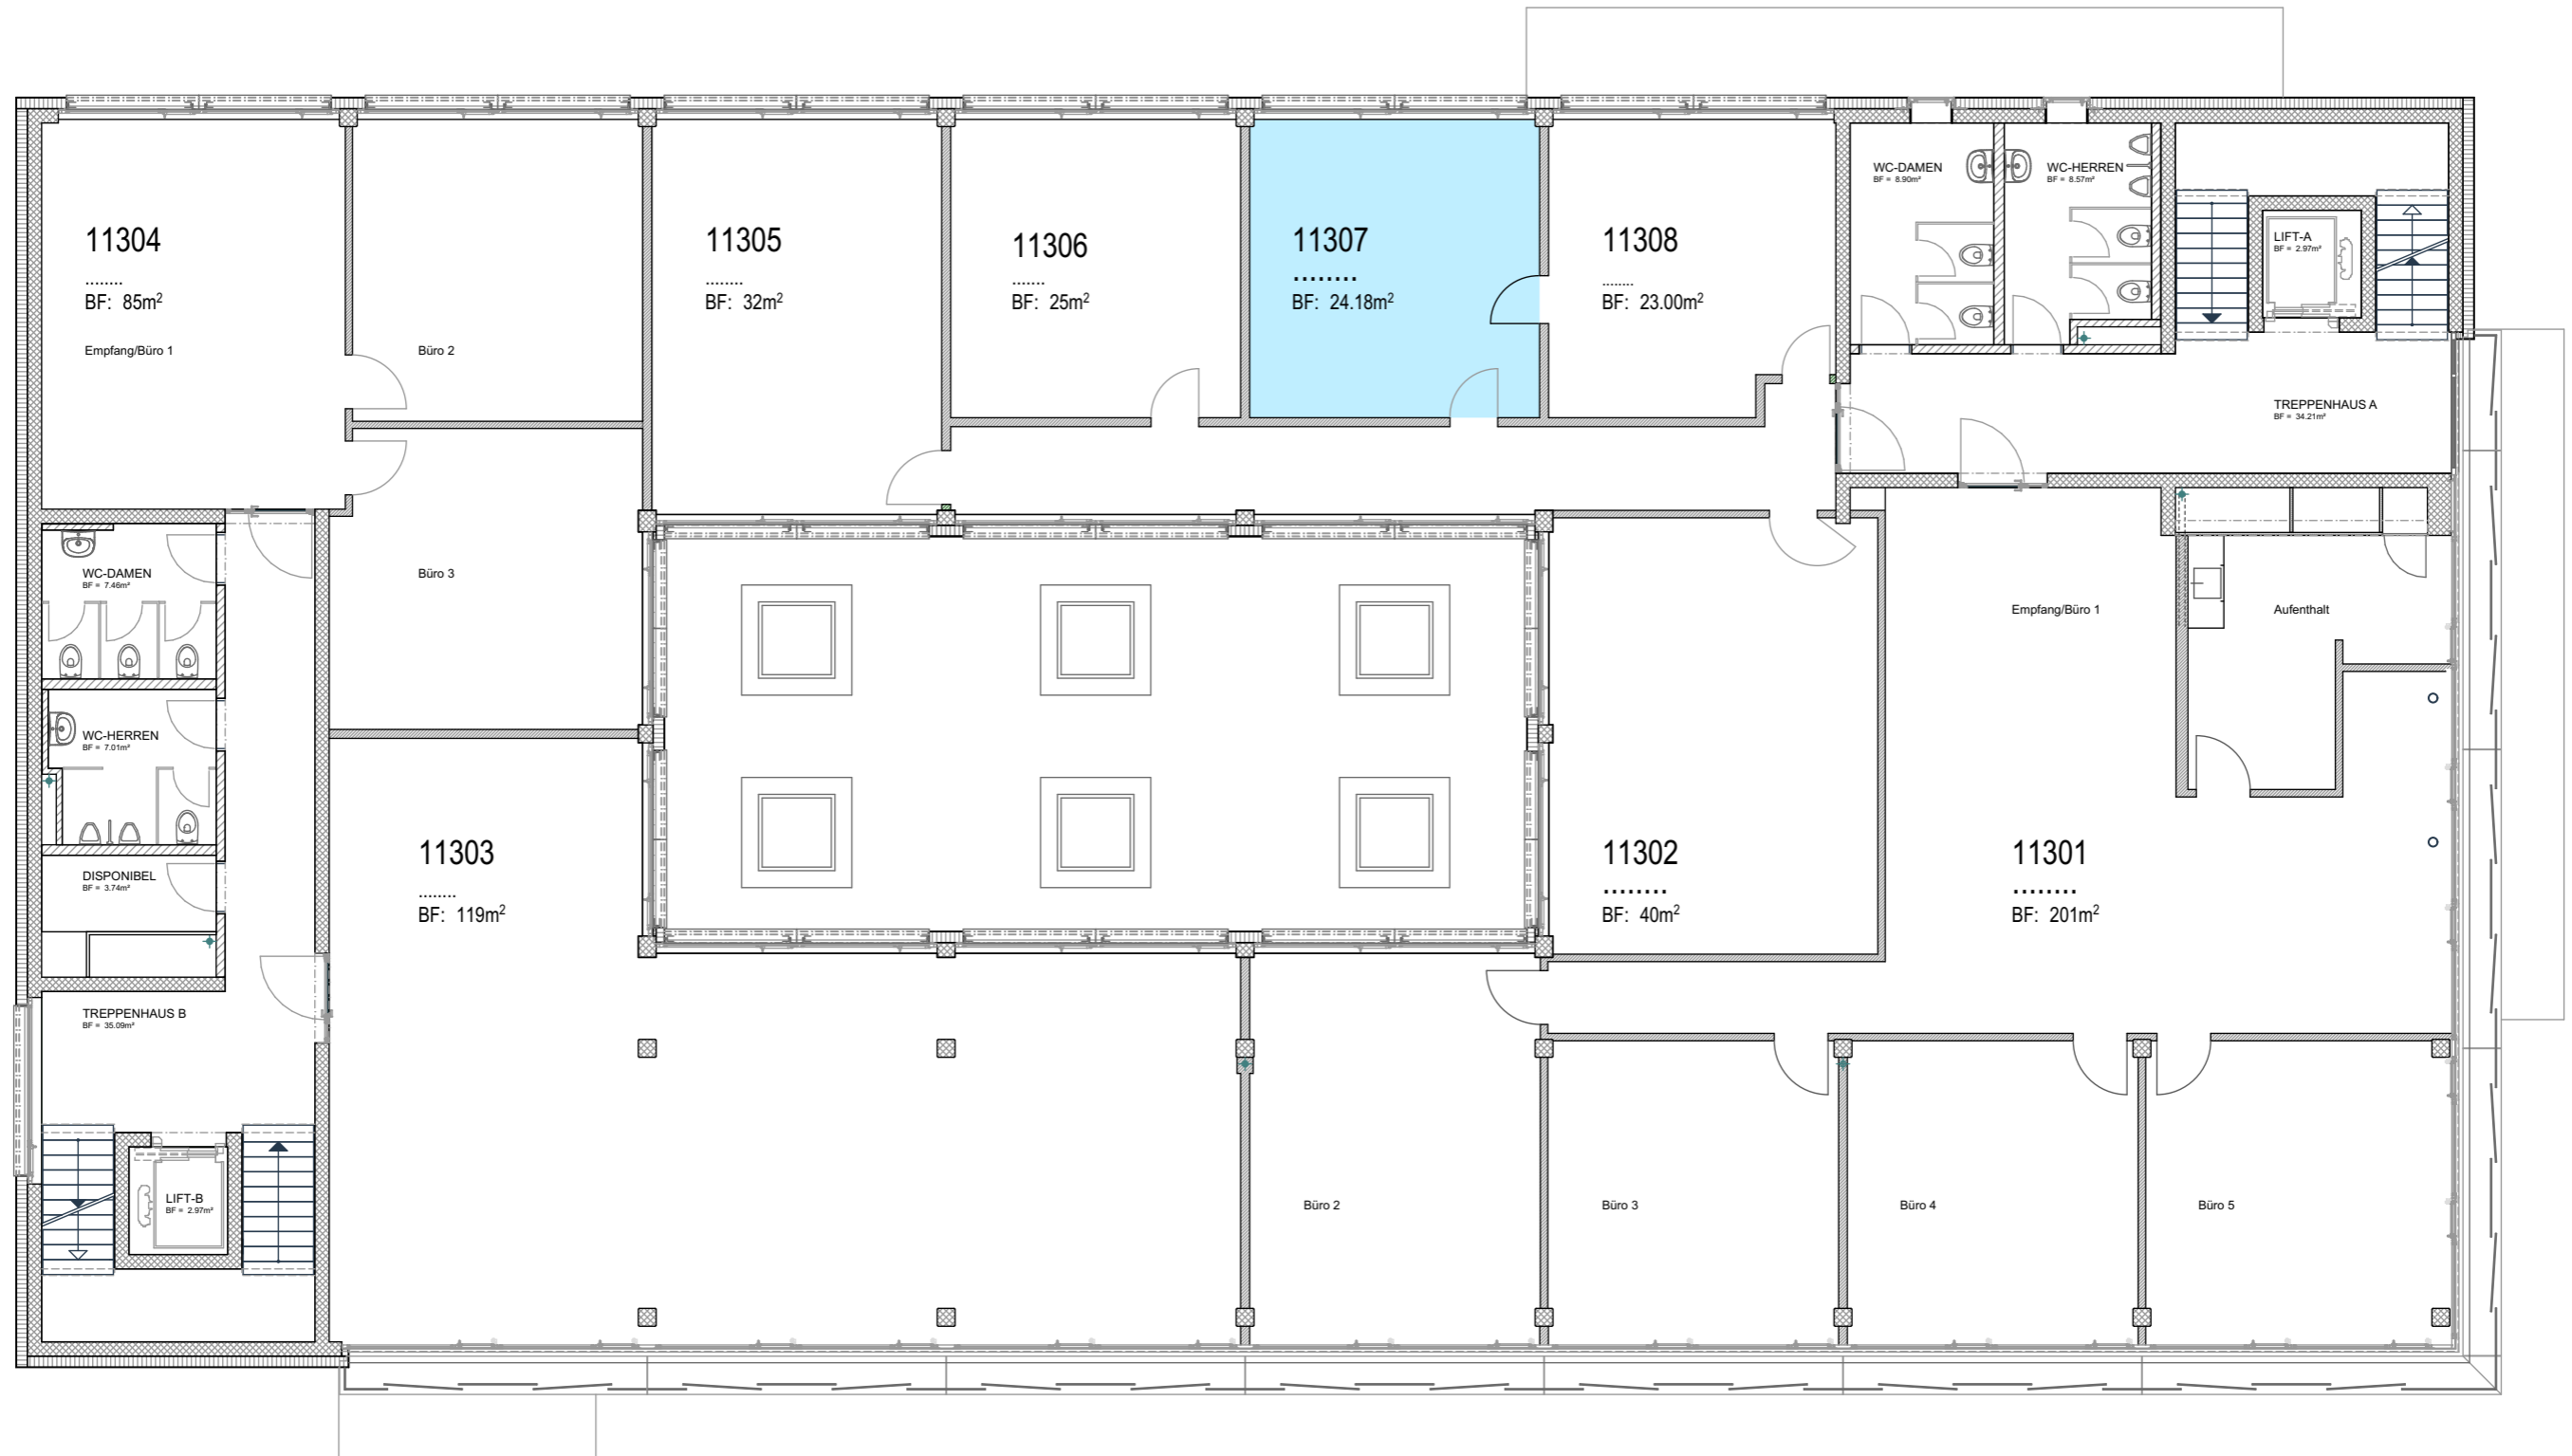 WC-DAMEN
BF = 8.90m²
WC-HERREN
BF = 8.57m²
11304
........
BF: 85m²
Empfang/Büro 1
Büro 2
11305
........
BF: 32m²
11306
.......
BF: 25m²
11307
........
BF: 24.18m²
11308
........
BF: 23.00m²
LIFT-A
BF = 2.97m²
TREPPENHAUS A
BF = 34.21m²
WC-DAMEN
BF = 7.46m²
Büro 3
Empfang/Büro 1
Aufenthalt
WC-HERREN
BF = 7.01m²
DISPONIBEL
BF = 3.74m²
11303
........
BF: 119m²
11302
........
BF: 40m²
11301
........
BF: 201m²
TREPPENHAUS B
BF = 35.09m²
LIFT-B
BF = 2.97m²
Büro 2
Büro 3
Büro 4
Büro 5